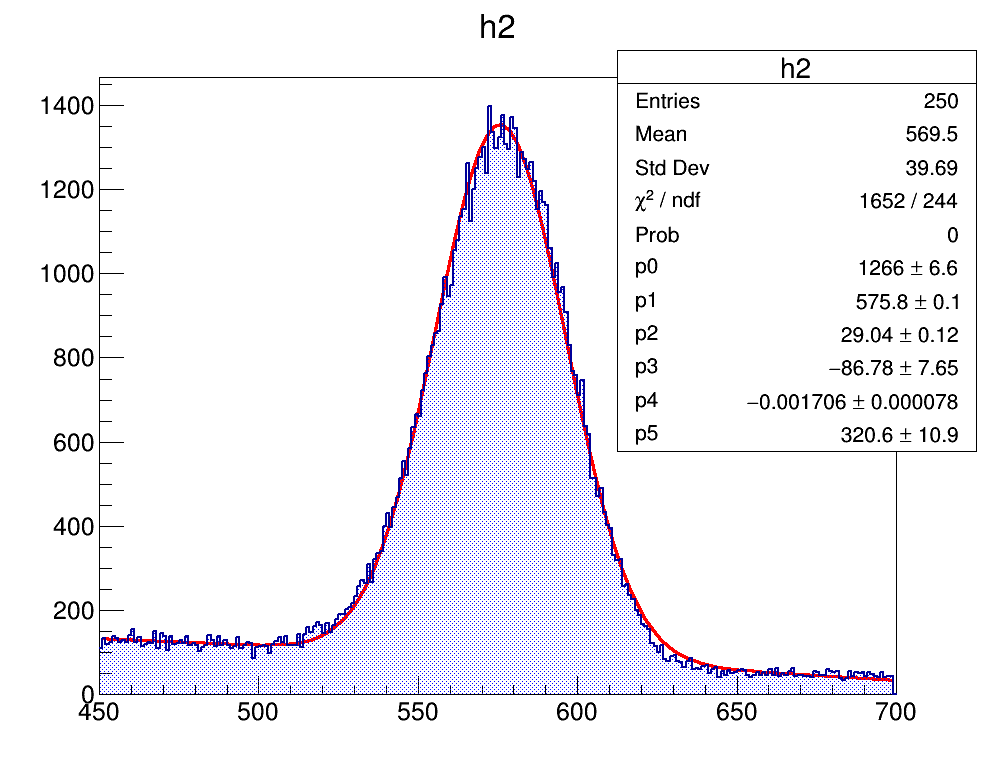 h2
h2
Entries 250
Mean 569.5
Std Dev 39.69
χ² / ndf 1652 / 244
Prob 0
p0 1266 ± 6.6
p1 575.8 ± 0.1
p2 29.04 ± 0.12
p3 −86.78 ± 7.65
p4 −0.001706 ± 0.000078
p5 320.6 ± 10.9
1400
1200
1000
800
600
400
200
0
450 500 550 600 650 700